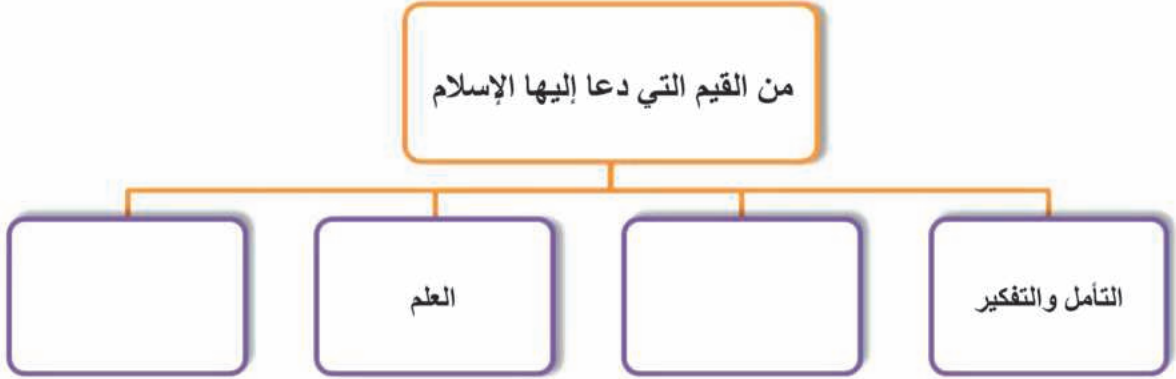 من القيم التي دعا إليها الإسلام
التأمل والتفكير
العلم